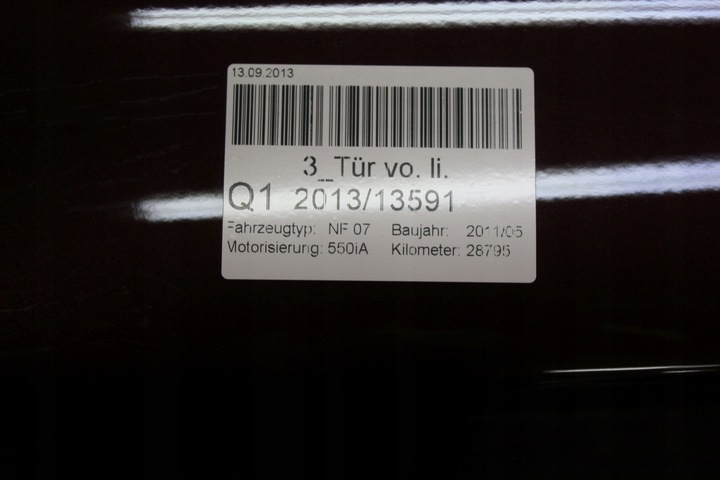 13.09.2013
3_Tür vo. li.
Q1 2013/13591
Fahrzeugtyp: NF 07 Baujahr: 2011/05
Motorisierung: 550iA Kilometer: 28795